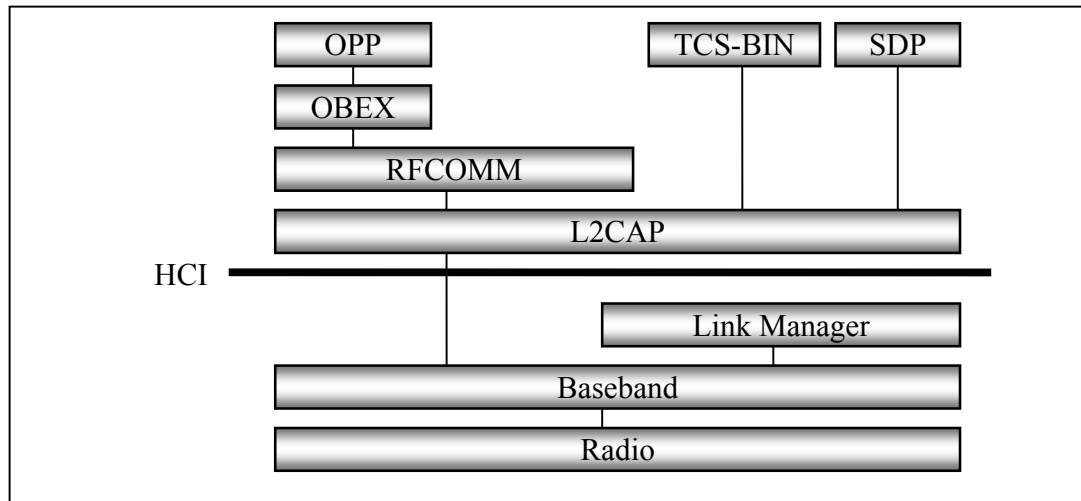 OPP
TCS-BIN
SDP
OBEX
RFCOMM
L2CAP
HCI
Link Manager
Baseband
Radio